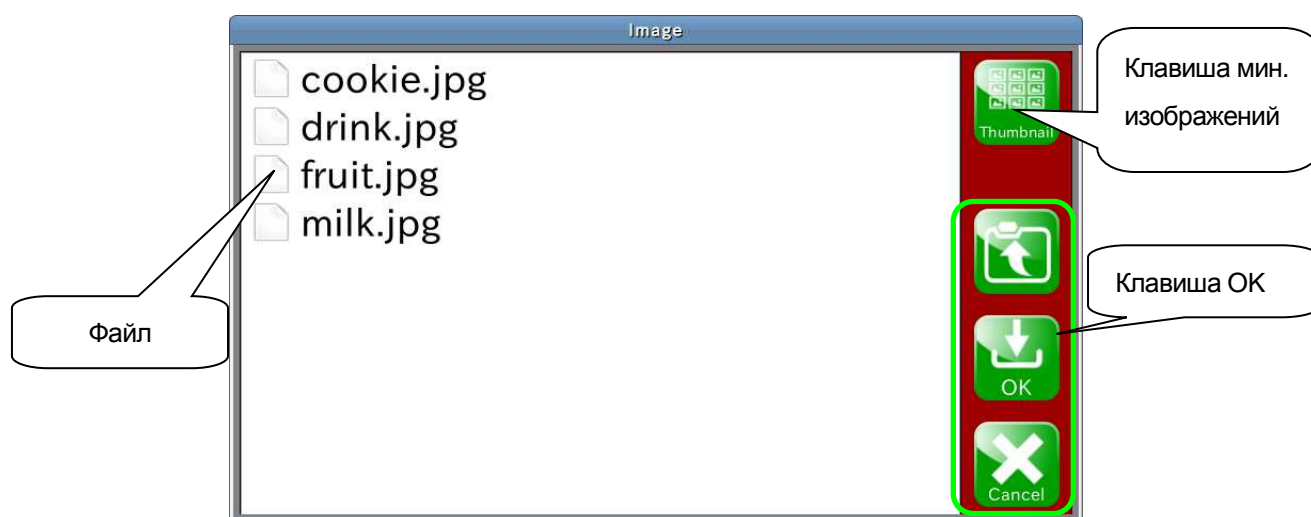 Image
cookie.jpg
drink.jpg
fruit.jpg
milk.jpg
Thumbnail
OK
Cancel
Клавиша мин.
изображений
Клавиша OK
Файл